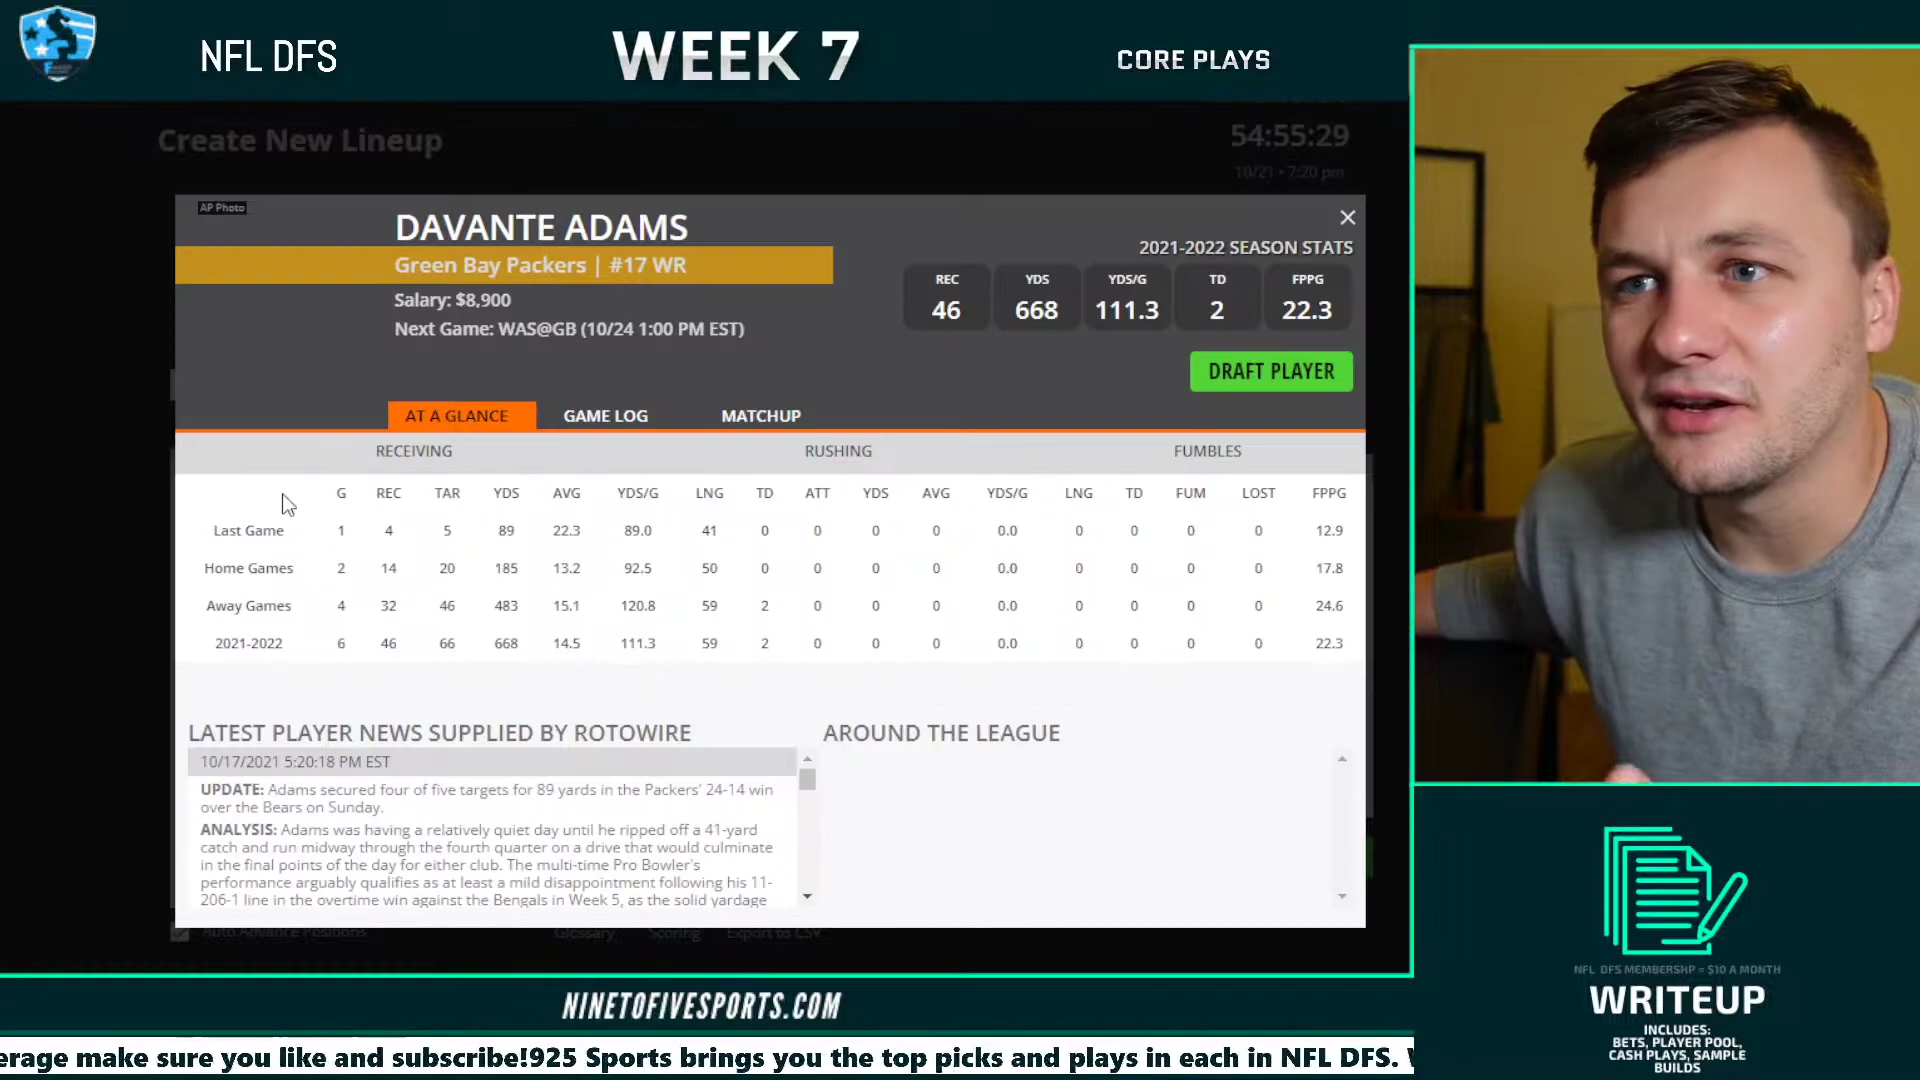 NFL DFS
WEEK 7
CORE PLAYS
Create New Lineup
54:55:29
10/21 • 7:20 pm
AP Photo
DAVANTE ADAMS
Green Bay Packers | #17 WR
Salary: $8,900
Next Game: WAS@GB (10/24 1:00 PM EST)
2021-2022 SEASON STATS
REC YDS YDS/G TD FPPG
46 668 111.3 2 22.3
DRAFT PLAYER
AT A GLANCE GAME LOG MATCHUP
RECEIVING RUSHING FUMBLES
G REC TAR YDS AVG YDS/G LNG TD ATT YDS AVG YDS/G LNG TD FUM LOST FPPG
Last Game 1 4 5 89 22.3 89.0 41 0 0 0 0 0.0 0 0 0 0 12.9
Home Games 2 14 20 185 13.2 92.5 50 0 0 0 0 0.0 0 0 0 0 17.8
Away Games 4 32 46 483 15.1 120.8 59 2 0 0 0 0.0 0 0 0 0 24.6
2021-2022 6 46 66 668 14.5 111.3 59 2 0 0 0 0.0 0 0 0 0 22.3
LATEST PLAYER NEWS SUPPLIED BY ROTOWIRE
10/17/2021 5:20:18 PM EST
UPDATE: Adams secured four of five targets for 89 yards in the Packers' 24-14 win
over the Bears on Sunday.
ANALYSIS: Adams was having a relatively quiet day until he ripped off a 41-yard
catch and run midway through the fourth quarter on a drive that would culminate
in the final points of the day for either club. The multi-time Pro Bowler's
performance arguably qualifies as at least a mild disappointment following his 11-
206-1 line in the overtime win against the Bengals in Week 5, as the solid yardage
AROUND THE LEAGUE
Auto Advance Positions Glossary Scoring Export to CSV
NFL DFS MEMBERSHP = $10 A MONTH
WRITEUP
INCLUDES:
BETS, PLAYER POOL,
CASH PLAYS, SAMPLE
BUILDS
NINETOFIVESPORTS.COM
erage make sure you like and subscribe!925 Sports brings you the top picks and plays in each in NFL DFS.